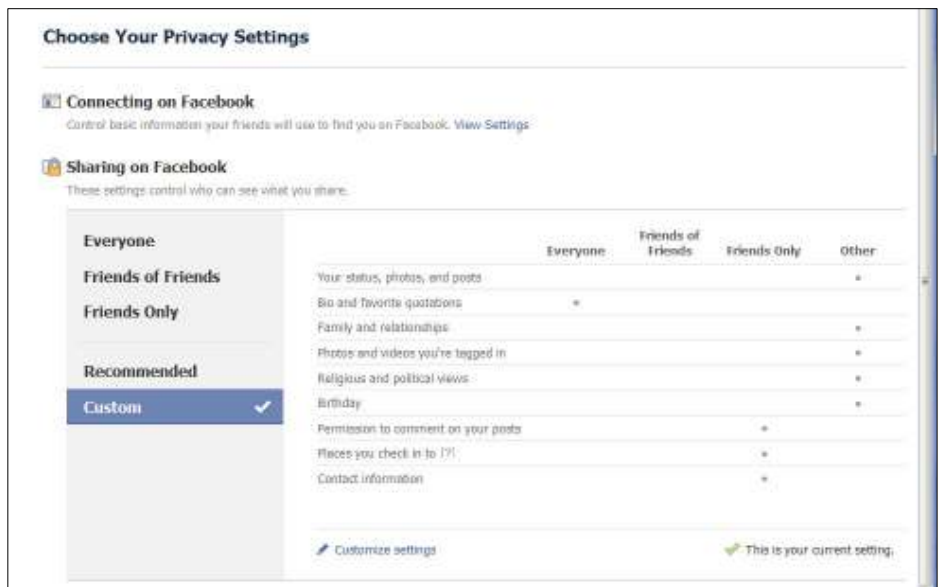 Choose Your Privacy Settings
Connecting on Facebook
Control basic information your friends will use to find you on Facebook. View Settings
Sharing on Facebook
These settings control who can see what you share.
Everyone
Friends of Friends
Friends Only
Recommended
Custom
Everyone Friends of Friends Friends Only Other
Your status, photos, and posts
Bio and favorite quotations
Family and relationships
Photos and videos you're tagged in
Religious and political views
Birthday
Permission to comment on your posts
Places you check in to [?]
Contact information
Customize settings
This is your current setting.